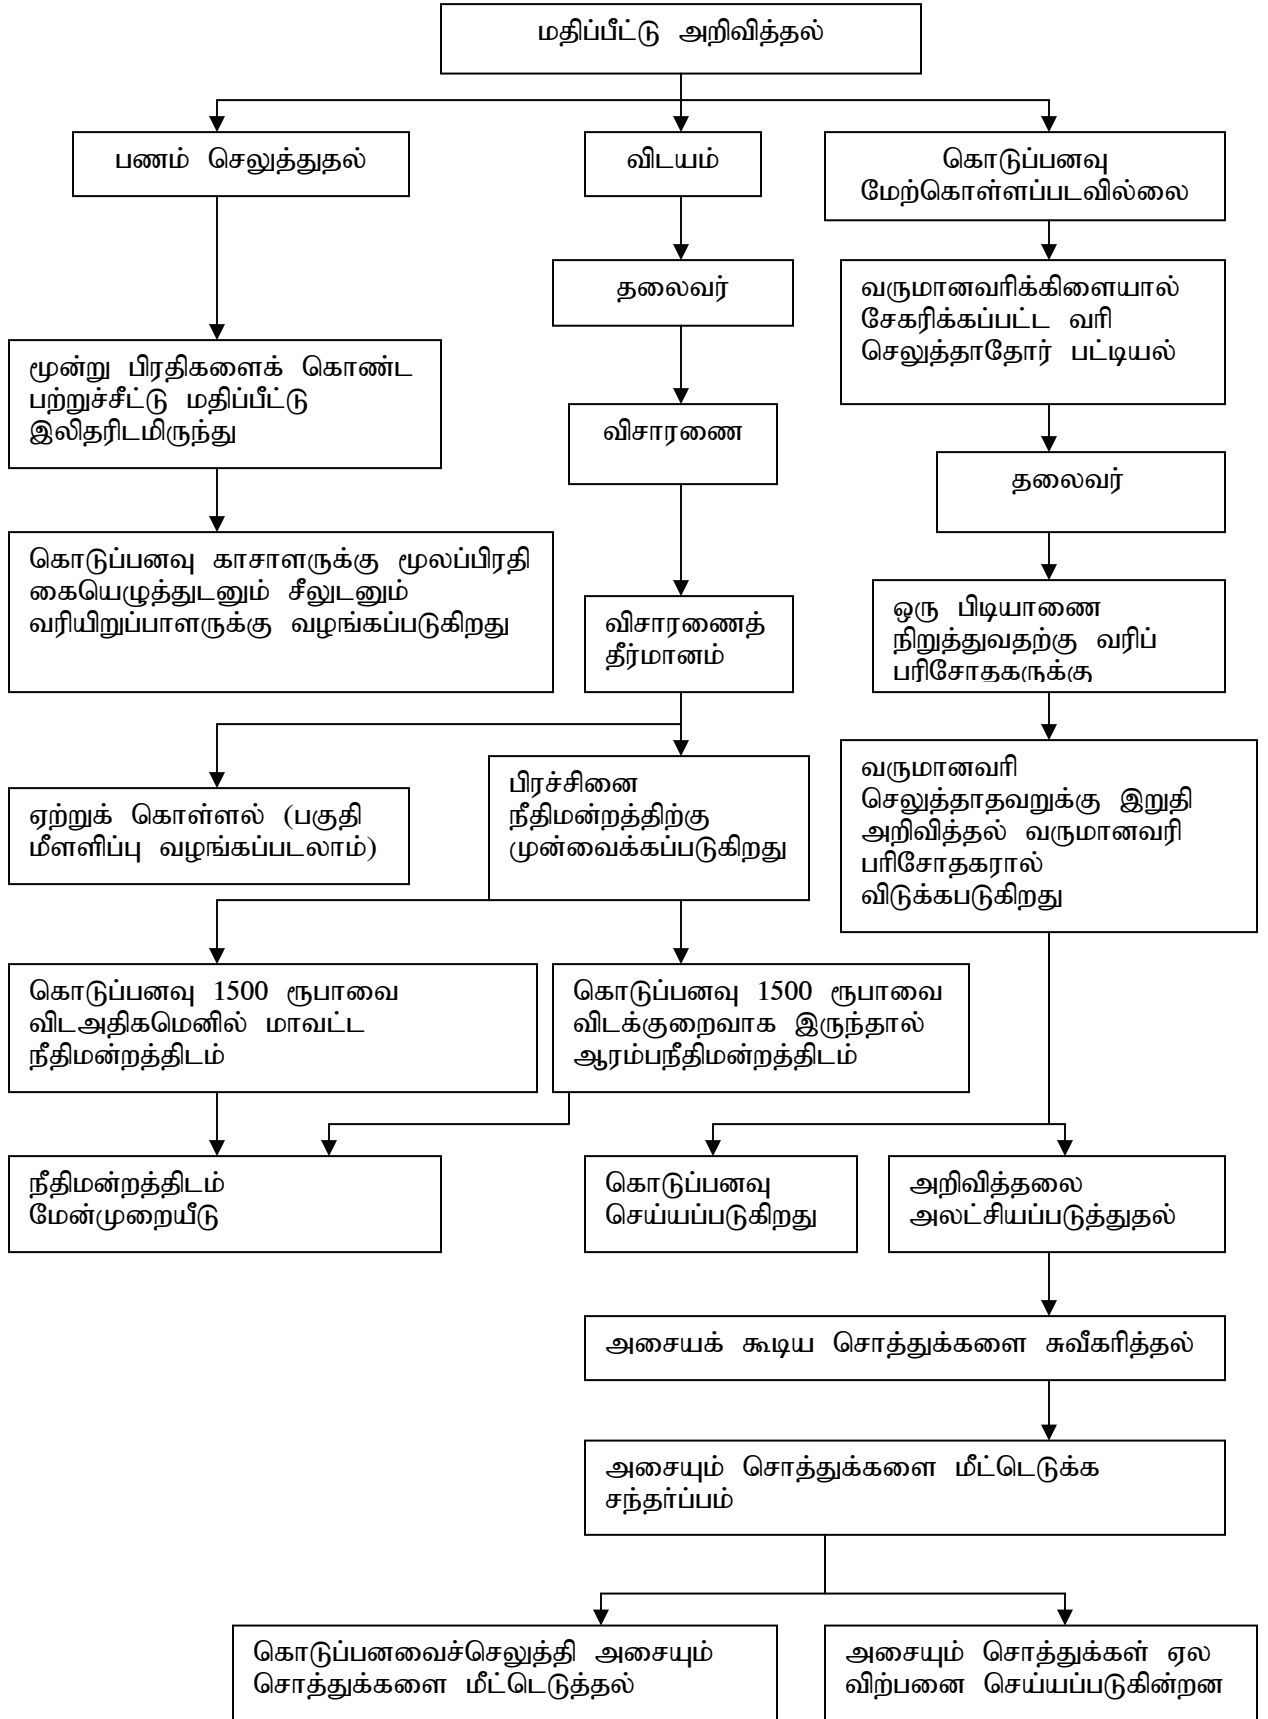 மதிப்பீட்டு அறிவித்தல்
பணம் செலுத்துதல்
விடயம்
கொடுப்பனவு
மேற்கொள்ளப்படவில்லை
தலைவர்
வருமானவரிக்கிளையால்
சேகரிக்கப்பட்ட வரி
செலுத்தாதோர் பட்டியல்
மூன்று பிரதிகளைக் கொண்ட
பற்றுச்சீட்டு மதிப்பீட்டு
இலிதரிடமிருந்து
விசாரணை
தலைவர்
கொடுப்பனவு காசாளருக்கு மூலப்பிரதி
கையெழுத்துடனும் சீலுடனும்
வரியிறுப்பாளருக்கு வழங்கப்படுகிறது
விசாரணைத்
தீர்மானம்
ஒரு பிடியாணை
நிறுத்துவதற்கு வரிப்
பரிசோதகருக்கு
ஏற்றுக் கொள்ளல் (பகுதி
மீளளிப்பு வழங்கப்படலாம்)
பிரச்சினை
நீதிமன்றத்திற்கு
முன்வைக்கப்படுகிறது
வருமானவரி
செலுத்தாதவறுக்கு இறுதி
அறிவித்தல் வருமானவரி
பரிசோதகரால்
விடுக்கபடுகிறது
கொடுப்பனவு 1500 ரூபாவை
விடஅதிகமெனில் மாவட்ட
நீதிமன்றத்திடம்
கொடுப்பனவு 1500 ரூபாவை
விடக்குறைவாக இருந்தால்
ஆரம்பநீதிமன்றத்திடம்
நீதிமன்றத்திடம்
மேன்முறையீடு
கொடுப்பனவு
செய்யப்படுகிறது
அறிவித்தலை
அலட்சியப்படுத்துதல்
அசையக் கூடிய சொத்துக்களை சுவீகரித்தல்
அசையும் சொத்துக்களை மீட்டெடுக்க
சந்தர்ப்பம்
கொடுப்பனவைச்செலுத்தி அசையும்
சொத்துக்களை மீட்டெடுத்தல்
அசையும் சொத்துக்கள் ஏல
விற்பனை செய்யப்படுகின்றன